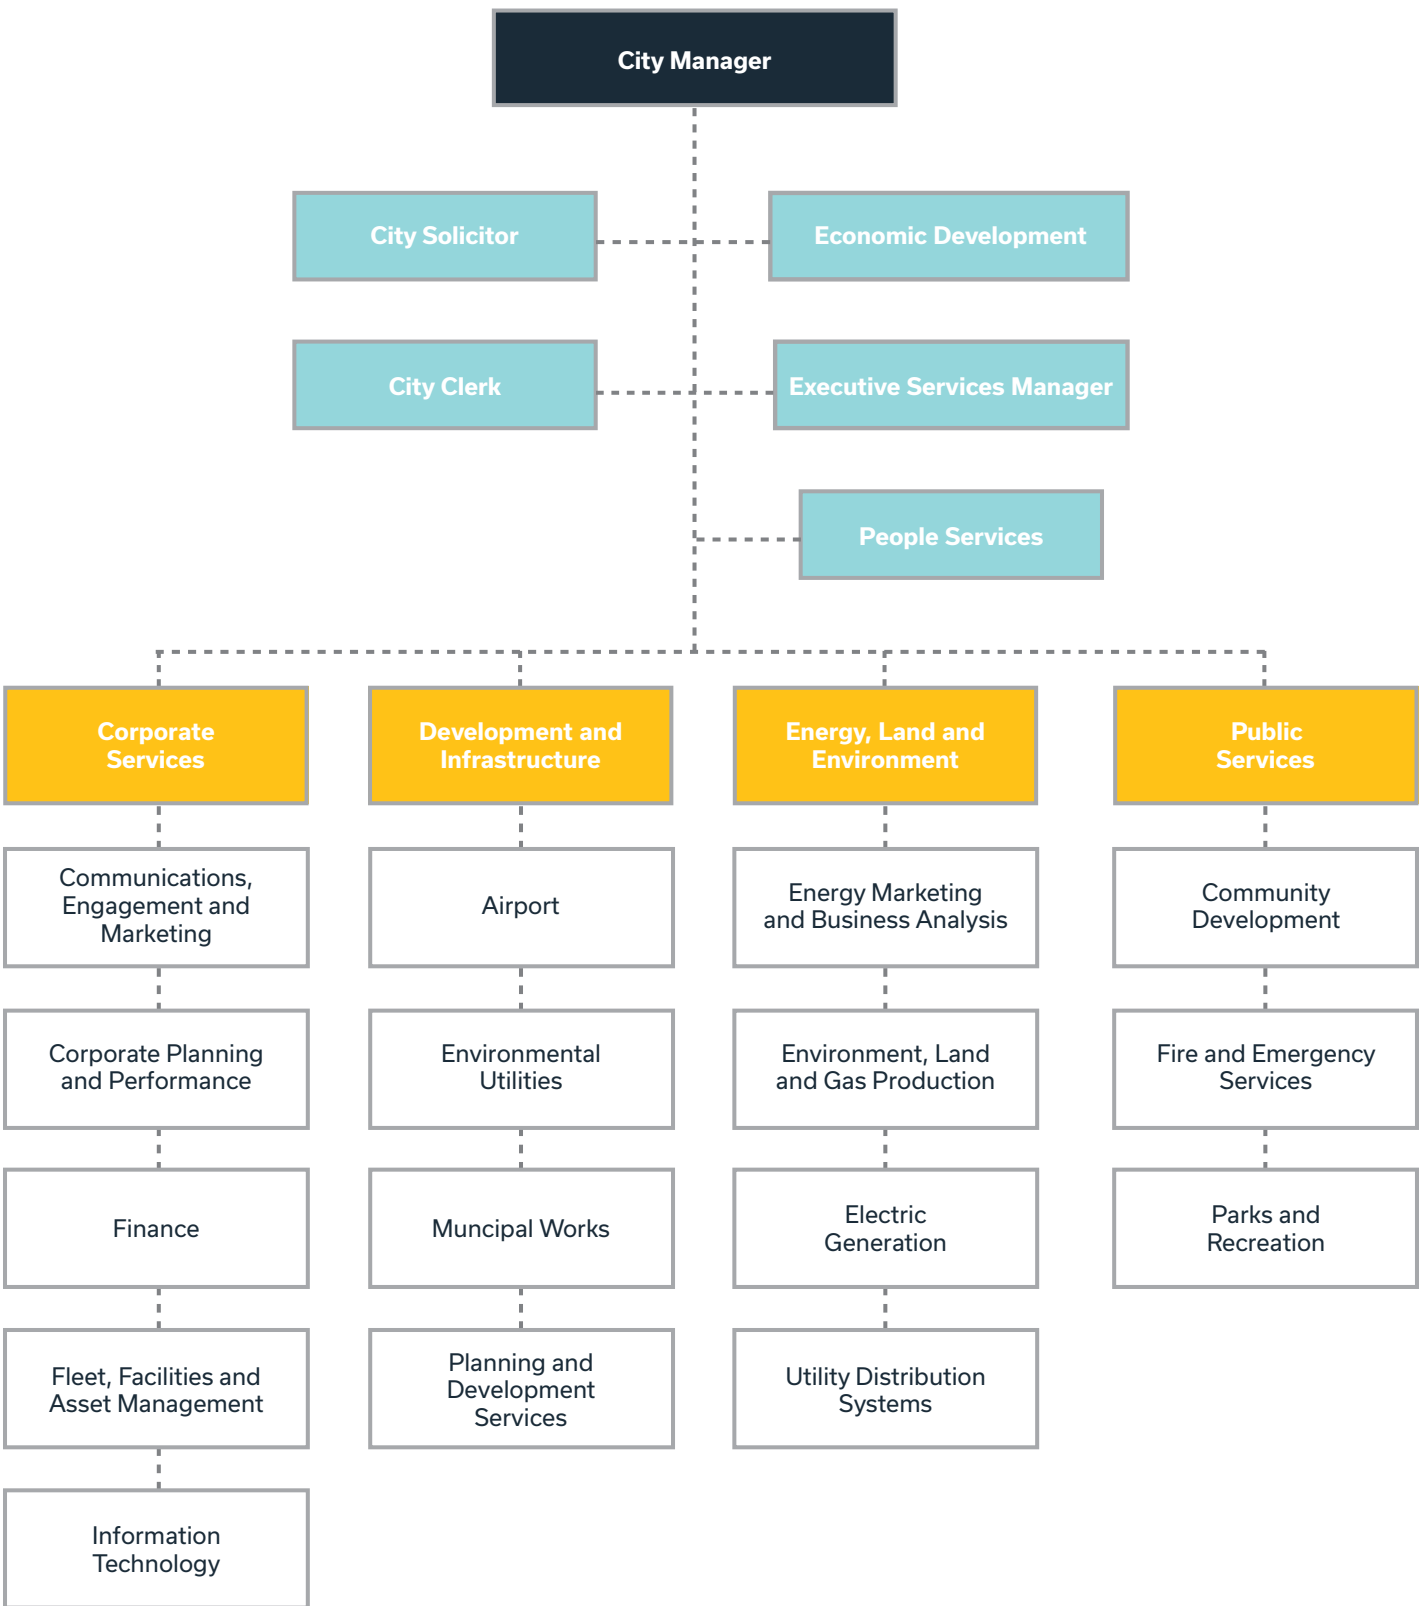 City Manager
City Solicitor
Economic Development
City Clerk
Executive Services Manager
People Services
Corporate
Services
Development and
Infrastructure
Energy, Land and
Environment
Public
Services
Communications,
Engagement and
Marketing
Airport
Energy Marketing
and Business Analysis
Community
Development
Corporate Planning
and Performance
Environmental
Utilities
Environment, Land
and Gas Production
Fire and Emergency
Services
Finance
Muncipal Works
Electric
Generation
Parks and
Recreation
Fleet, Facilities and
Asset Management
Planning and
Development
Services
Utility Distribution
Systems
Information
Technology